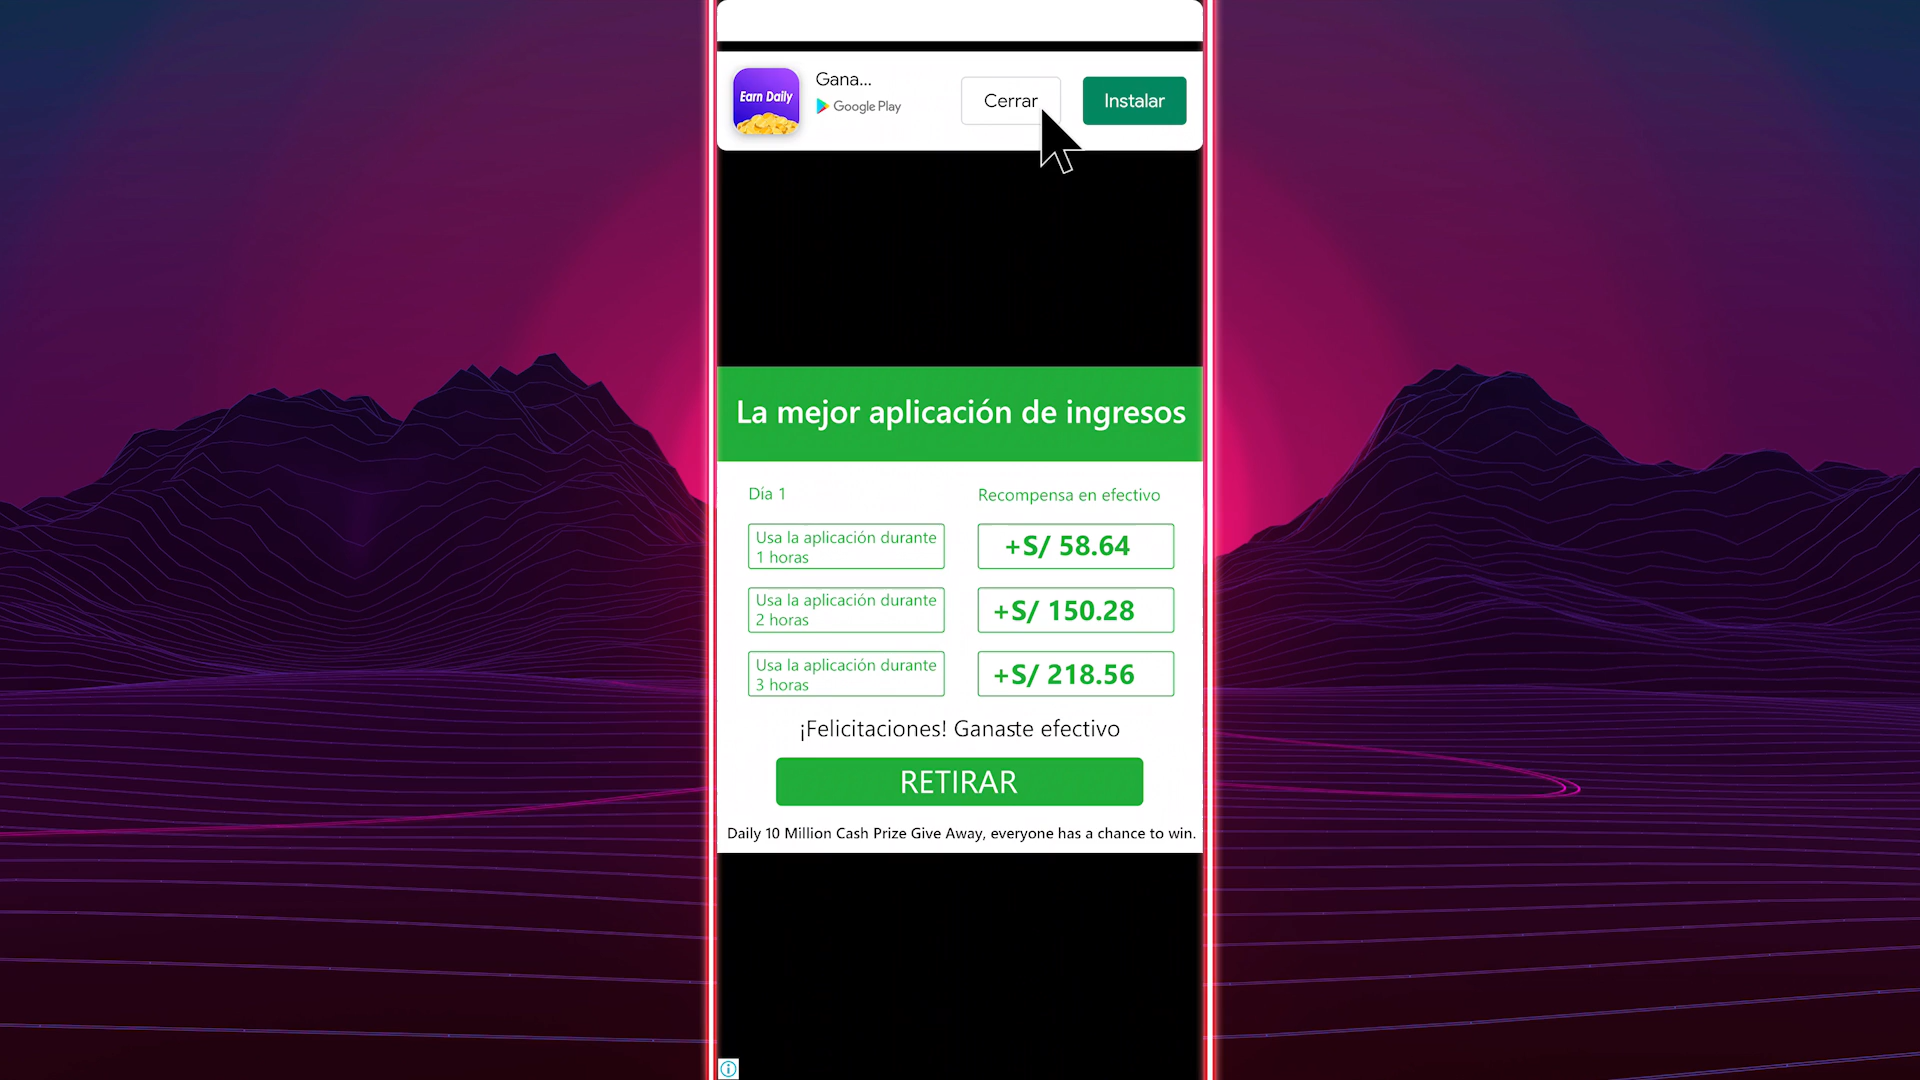 Earn Daily
Gana...
Google Play
Cerrar
Instalar
La mejor aplicación de ingresos
Día 1
Recompensa en efectivo
Usa la aplicación durante
1 horas
+S/ 58.64
Usa la aplicación durante
2 horas
+S/ 150.28
Usa la aplicación durante
3 horas
+S/ 218.56
¡Felicitaciones! Ganaste efectivo
RETIRAR
Daily 10 Million Cash Prize Give Away, everyone has a chance to win.